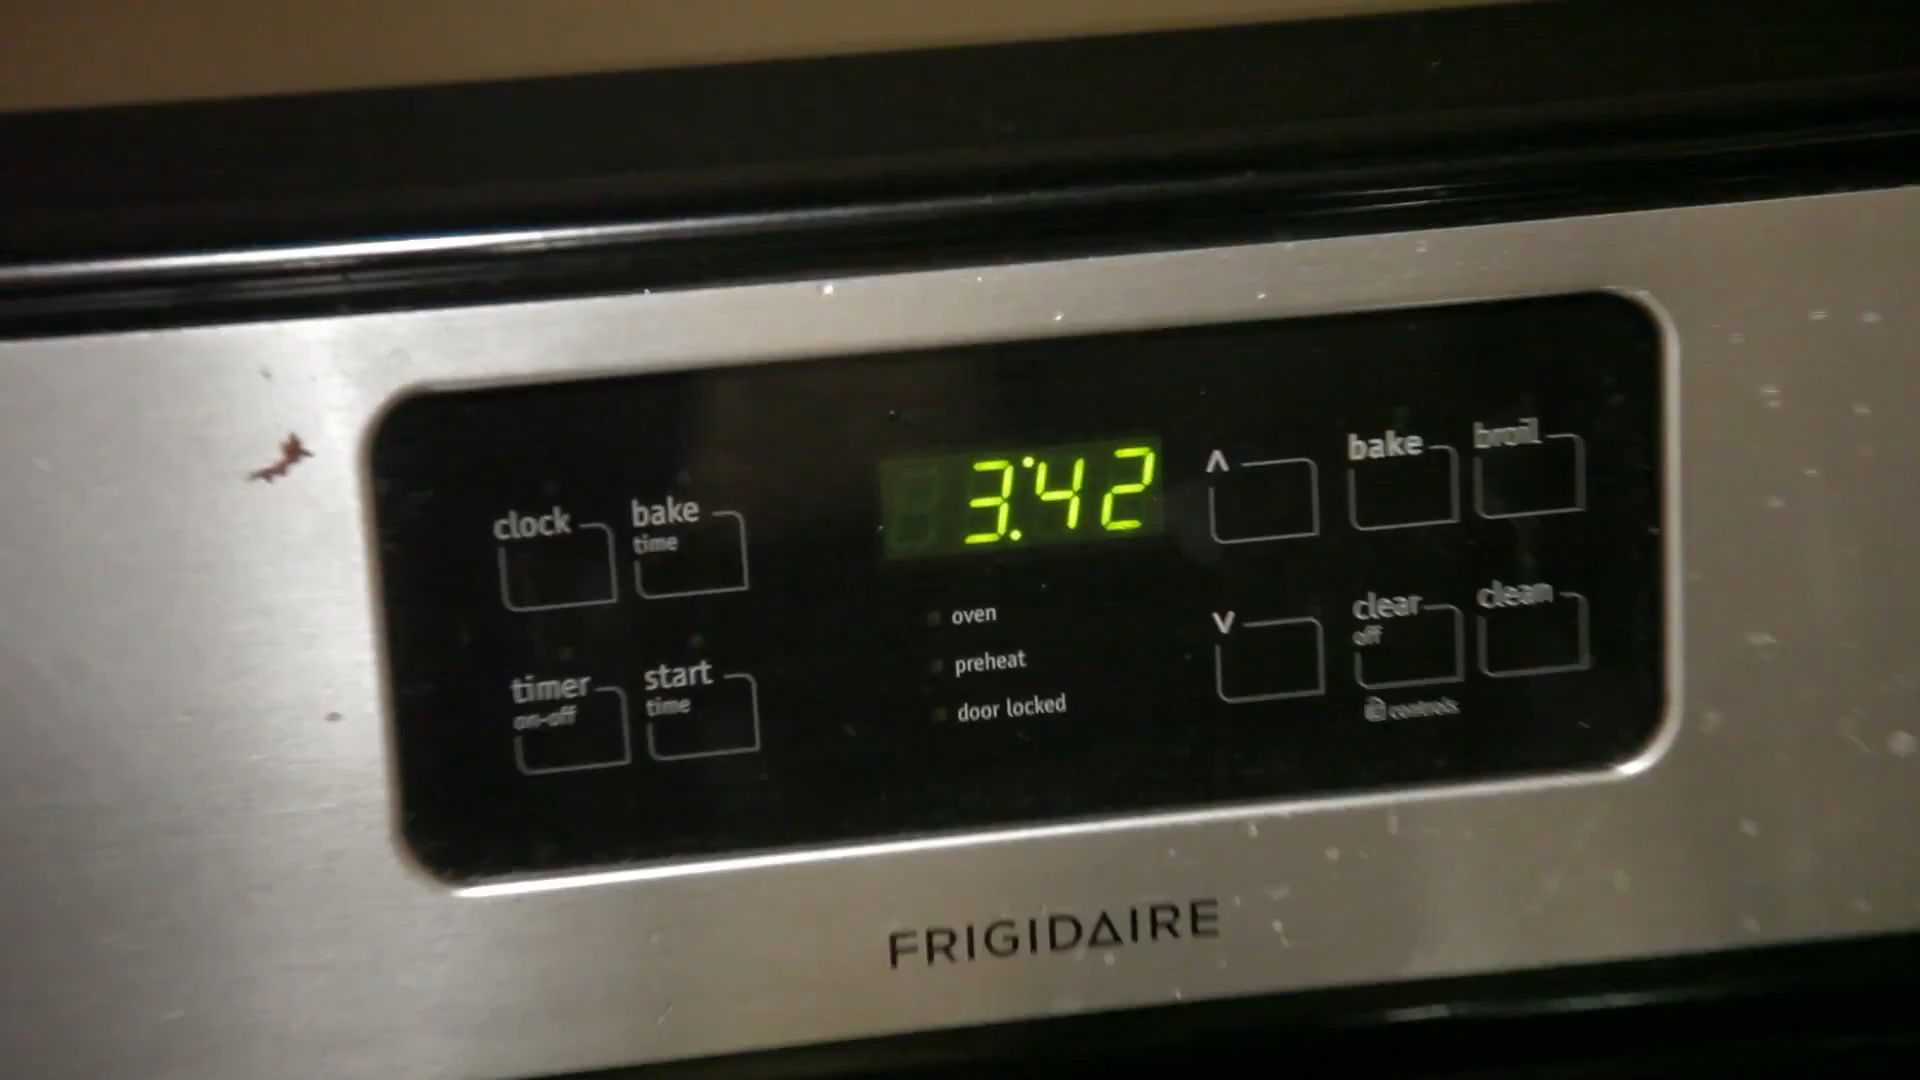 clock
bake
time
3:42
^
bake
broil
oven
preheat
door locked
timer
on-off
start
time
v
clear
off
clean
controls
FRIGIDAIRE